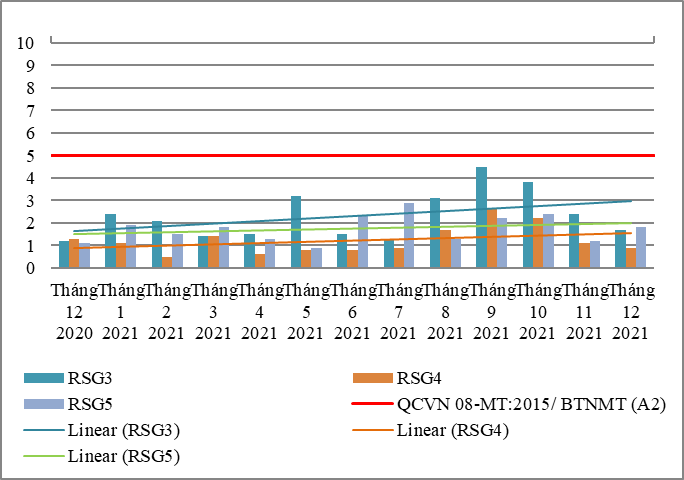 10
9
8
7
6
5
4
3
2
1
0
Tháng Tháng Tháng Tháng Tháng Tháng Tháng Tháng Tháng Tháng Tháng Tháng Tháng
12 1 2 3 4 5 6 7 8 9 10 11 12
2020 2021 2021 2021 2021 2021 2021 2021 2021 2021 2021 2021 2021
RSG3 RSG4
RSG5 QCVN 08-MT:2015/ BTNMT (A2)
Linear (RSG3) Linear (RSG4)
Linear (RSG5)